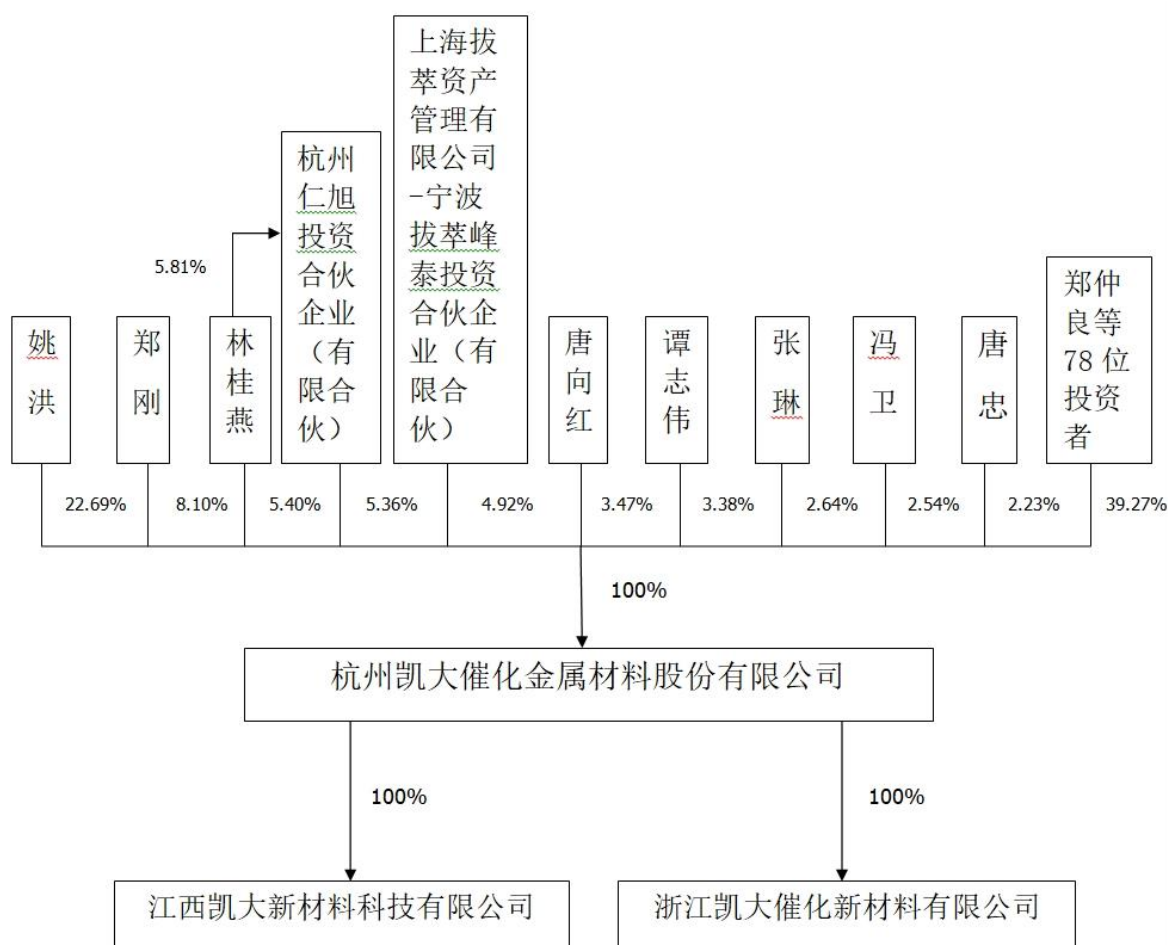 上海拔
萃资产
管理有
限公司
-宁波
拔萃峰
泰投资
合伙企
业（有
限合
伙）
杭州
仁旭
投资
合伙
企业
（有
限合
伙）
5.81%
姚
洪
郑
刚
林
桂
燕
唐
向
红
谭
志
伟
张
琳
冯
卫
唐
忠
郑仲
良等
78 位
投资
者
22.69%
8.10%
5.40%
5.36%
4.92%
3.47%
3.38%
2.64%
2.54%
2.23%
39.27%
100%
杭州凯大催化金属材料股份有限公司
100%
100%
江西凯大新材料科技有限公司
浙江凯大催化新材料有限公司